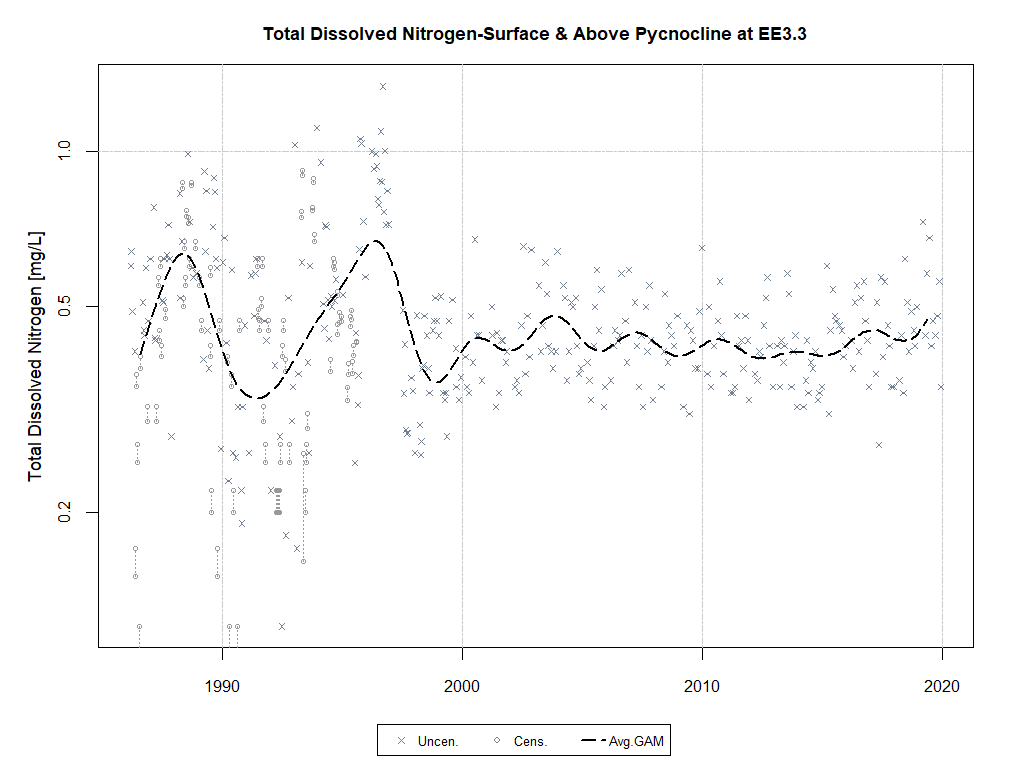 Total Dissolved Nitrogen-Surface & Above Pycnocline at EE3.3
Total Dissolved Nitrogen [mg/L]
1.0
0.5
0.2
1990
2000
2010
2020
Uncen.
Cens.
Avg.GAM